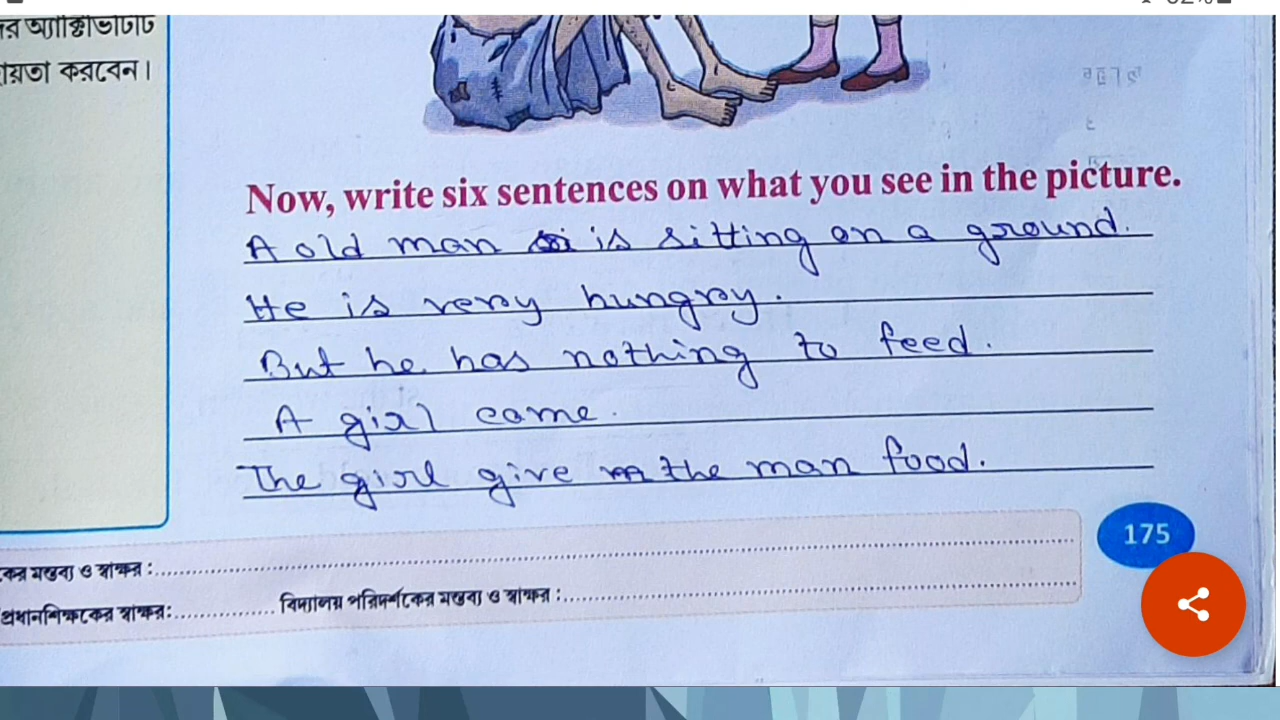 অ্যাক্টিভিটিটি
য়তা করবেন।
Now, write six sentences on what you see in the picture.
A old man is sitting on a ground.
He is very hungry.
But he has nothing to feed.
A girl came.
The girl give the man food.
175
মন্তব্য ও স্বাক্ষর :
প্রধানশিক্ষকের স্বাক্ষর: বিদ্যালয় পরিদর্শকের মন্তব্য ও স্বাক্ষর :